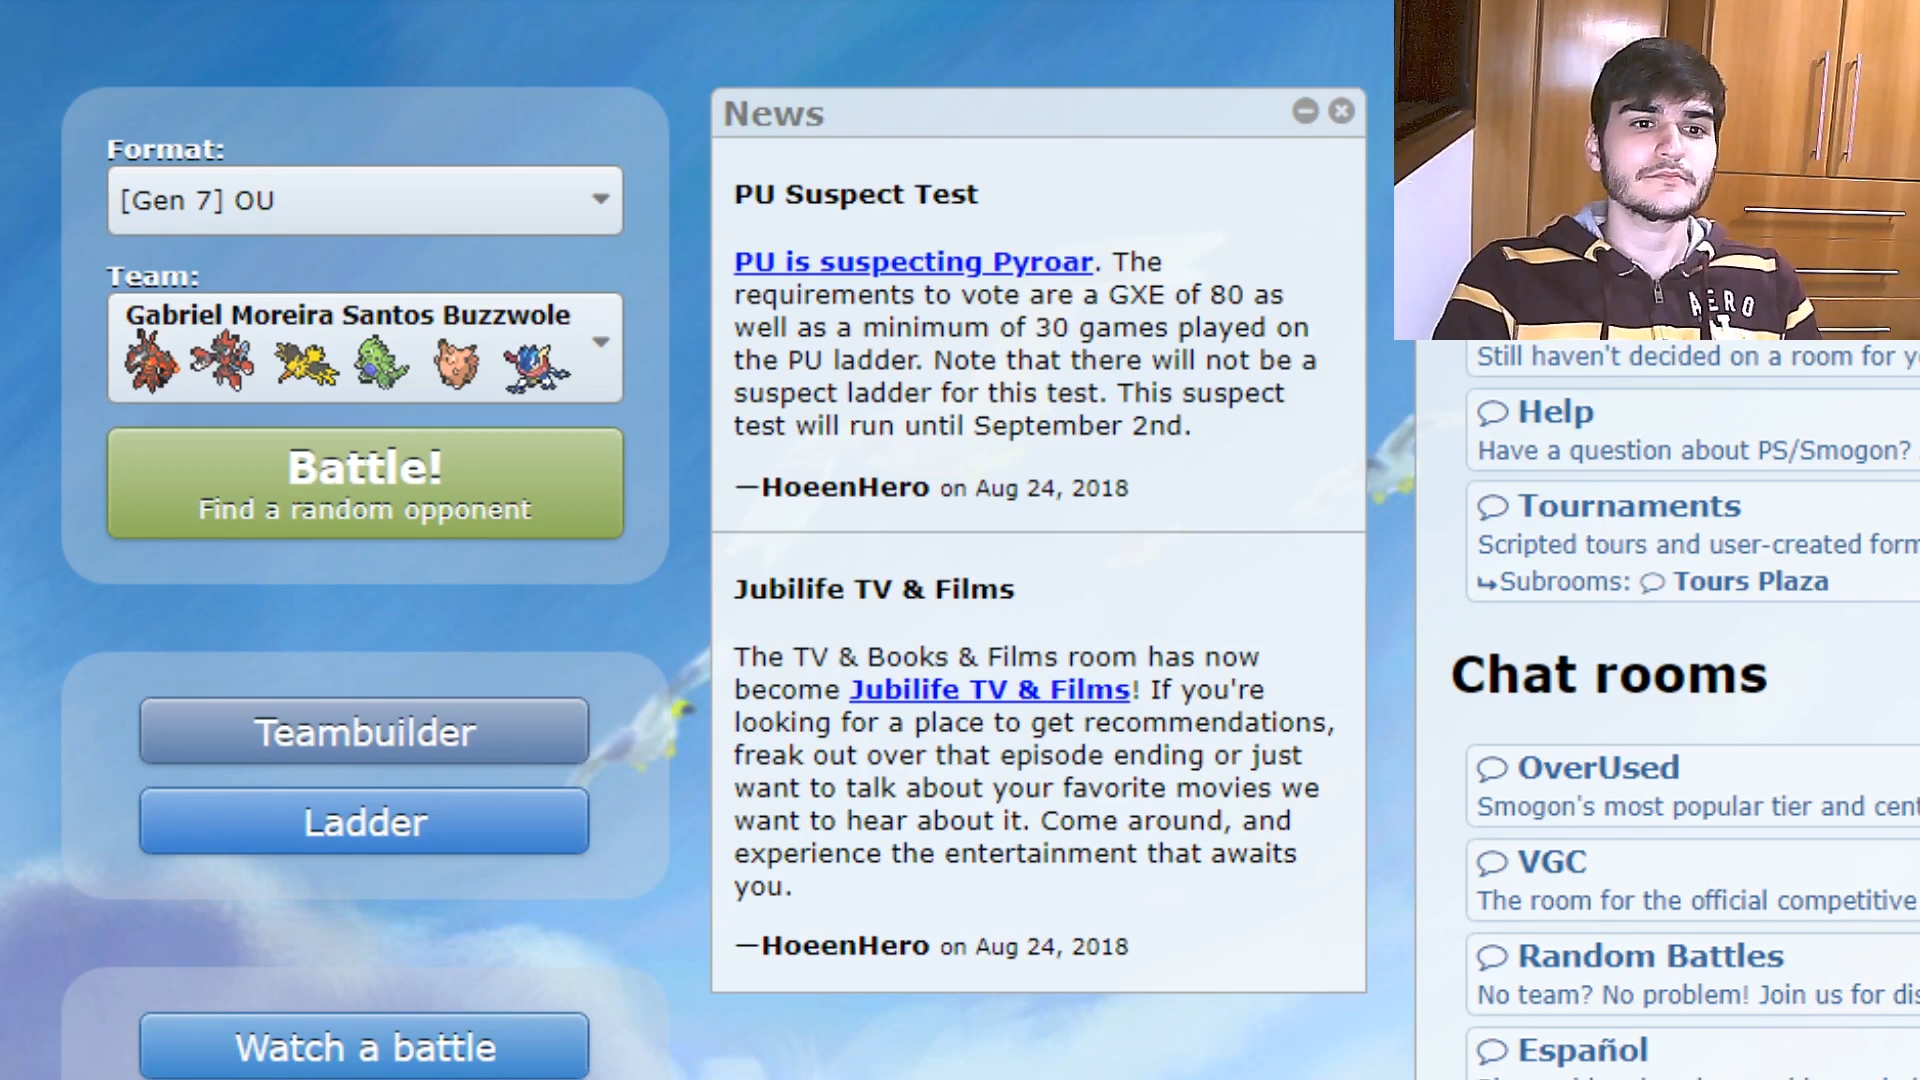 Format:
[Gen 7] OU
Team:
Gabriel Moreira Santos Buzzwole
Battle!
Find a random opponent
Teambuilder
Ladder
Watch a battle
News
PU Suspect Test
PU is suspecting Pyroar. The
requirements to vote are a GXE of 80 as
well as a minimum of 30 games played on
the PU ladder. Note that there will not be a
suspect ladder for this test. This suspect
test will run until September 2nd.
—HoeenHero on Aug 24, 2018
Jubilife TV & Films
The TV & Books & Films room has now
become Jubilife TV & Films! If you're
looking for a place to get recommendations,
freak out over that episode ending or just
want to talk about your favorite movies we
want to hear about it. Come around, and
experience the entertainment that awaits
you.
—HoeenHero on Aug 24, 2018
AERO
Still haven't decided on a room for
Help
Have a question about PS/Smogon?
Tournaments
Scripted tours and user-created
Subrooms: Tours Plaza
Chat rooms
OverUsed
Smogon's most popular tier and
VGC
The room for the official competitive
Random Battles
No team? No problem! Join us for
Español